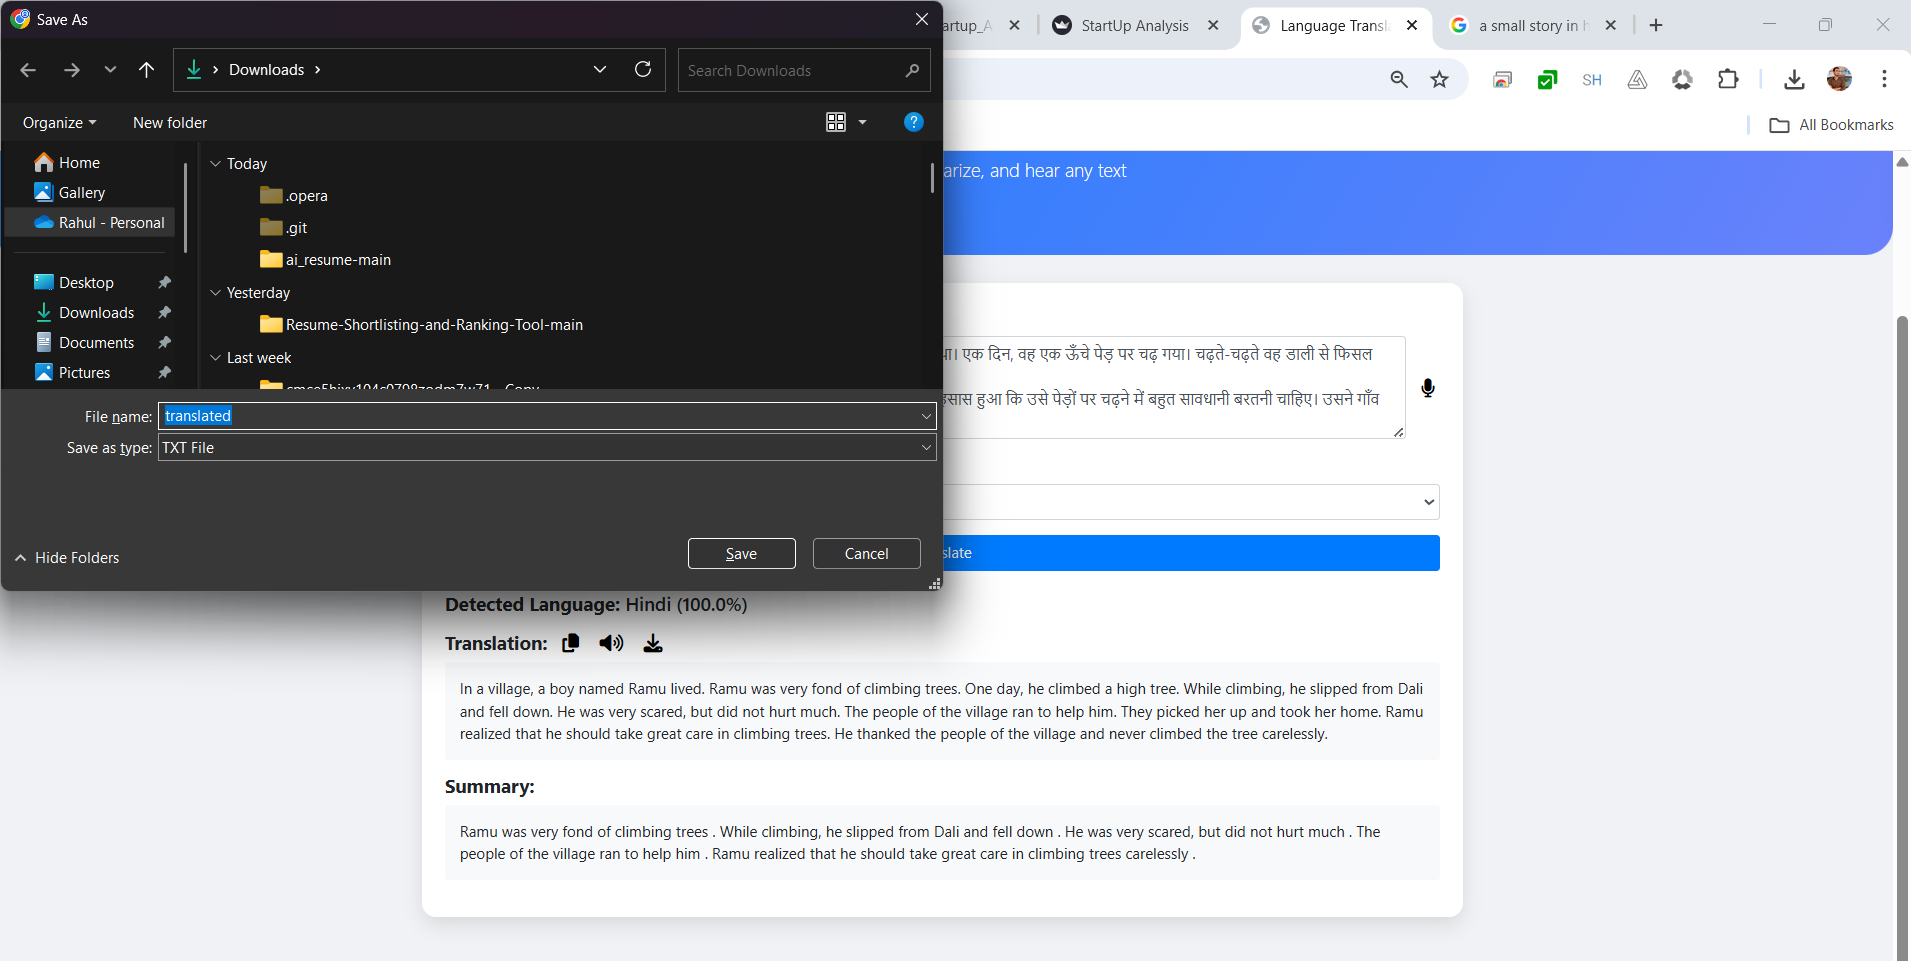 Save As
Downloads
Search Downloads
Organize
New folder
Home
Gallery
Rahul - Personal
Desktop
Downloads
Documents
Pictures
Today
.opera
.git
ai_resume-main
Yesterday
Resume-Shortlisting-and-Ranking-Tool-main
Last week
File name: translated
Save as type: TXT File
Hide Folders
Save
Cancel
StartUp Analysis
Language Transl
a small story in h
SH
All Bookmarks
arize, and hear any text
। एक दिन, वह एक ऊँचे पेड़ पर चढ़ गया। चढ़ते-चढ़ते वह डाली से फिसल
हुआ कि उसे पेड़ों पर चढ़ने में बहुत सावधानी बरतनी चाहिए। उसने गाँव
slate
Detected Language: Hindi (100.0%)
Translation:
In a village, a boy named Ramu lived. Ramu was very fond of climbing trees. One day, he climbed a high tree. While climbing, he slipped from Dali
and fell down. He was very scared, but did not hurt much. The people of the village ran to help him. They picked her up and took her home. Ramu
realized that he should take great care in climbing trees. He thanked the people of the village and never climbed the tree carelessly.
Summary:
Ramu was very fond of climbing trees . While climbing, he slipped from Dali and fell down . He was very scared, but did not hurt much . The
people of the village ran to help him . Ramu realized that he should take great care in climbing trees carelessly .